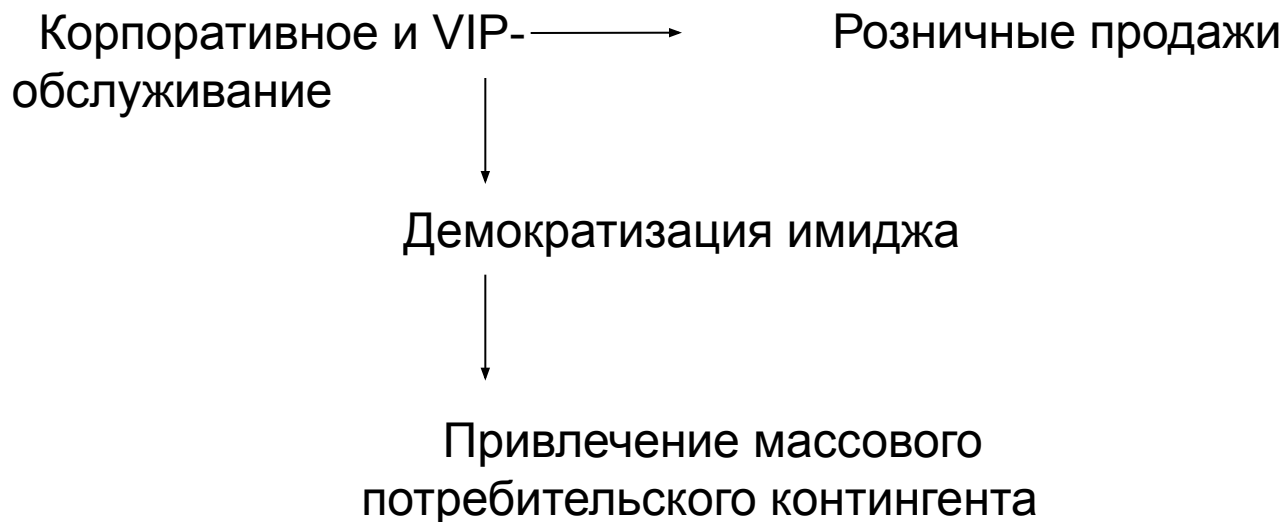 Корпоративное и VIP-
обслуживание
Розничные продажи
Демократизация имиджа
Привлечение массового
потребительского контингента